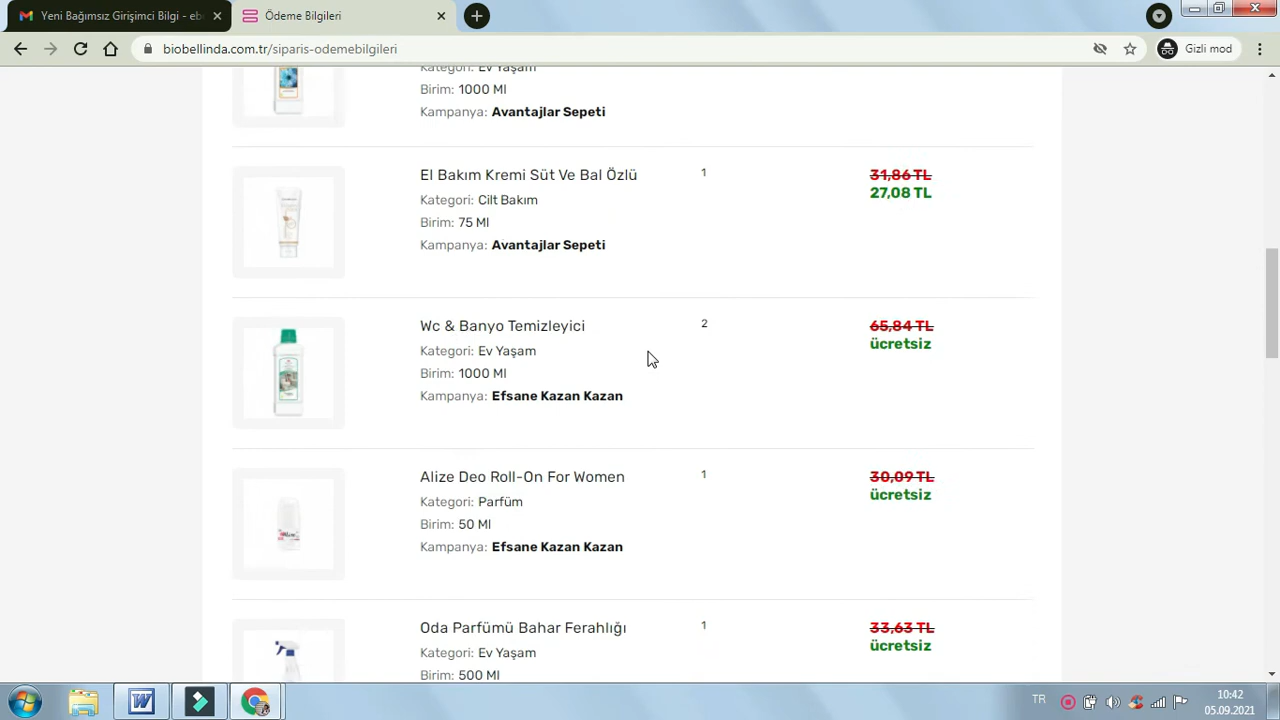 Yeni Bağımsız Girişimci Bilgi - eb
Ödeme Bilgileri
biobellinda.com.tr/siparis-odemebilgileri
Gizli mod
Kategori: Ev Yaşam
Birim: 1000 Ml
Kampanya: Avantajlar Sepeti
El Bakım Kremi Süt Ve Bal Özlü
1
31,86 TL
27,08 TL
Kategori: Cilt Bakım
Birim: 75 Ml
Kampanya: Avantajlar Sepeti
Wc & Banyo Temizleyici
2
65,84 TL
ücretsiz
Kategori: Ev Yaşam
Birim: 1000 Ml
Kampanya: Efsane Kazan Kazan
Alize Deo Roll-On For Women
1
30,09 TL
ücretsiz
Kategori: Parfüm
Birim: 50 Ml
Kampanya: Efsane Kazan Kazan
Oda Parfümü Bahar Ferahlığı
1
33,63 TL
ücretsiz
Kategori: Ev Yaşam
Birim: 500 Ml
TR
10:42
05.09.2021